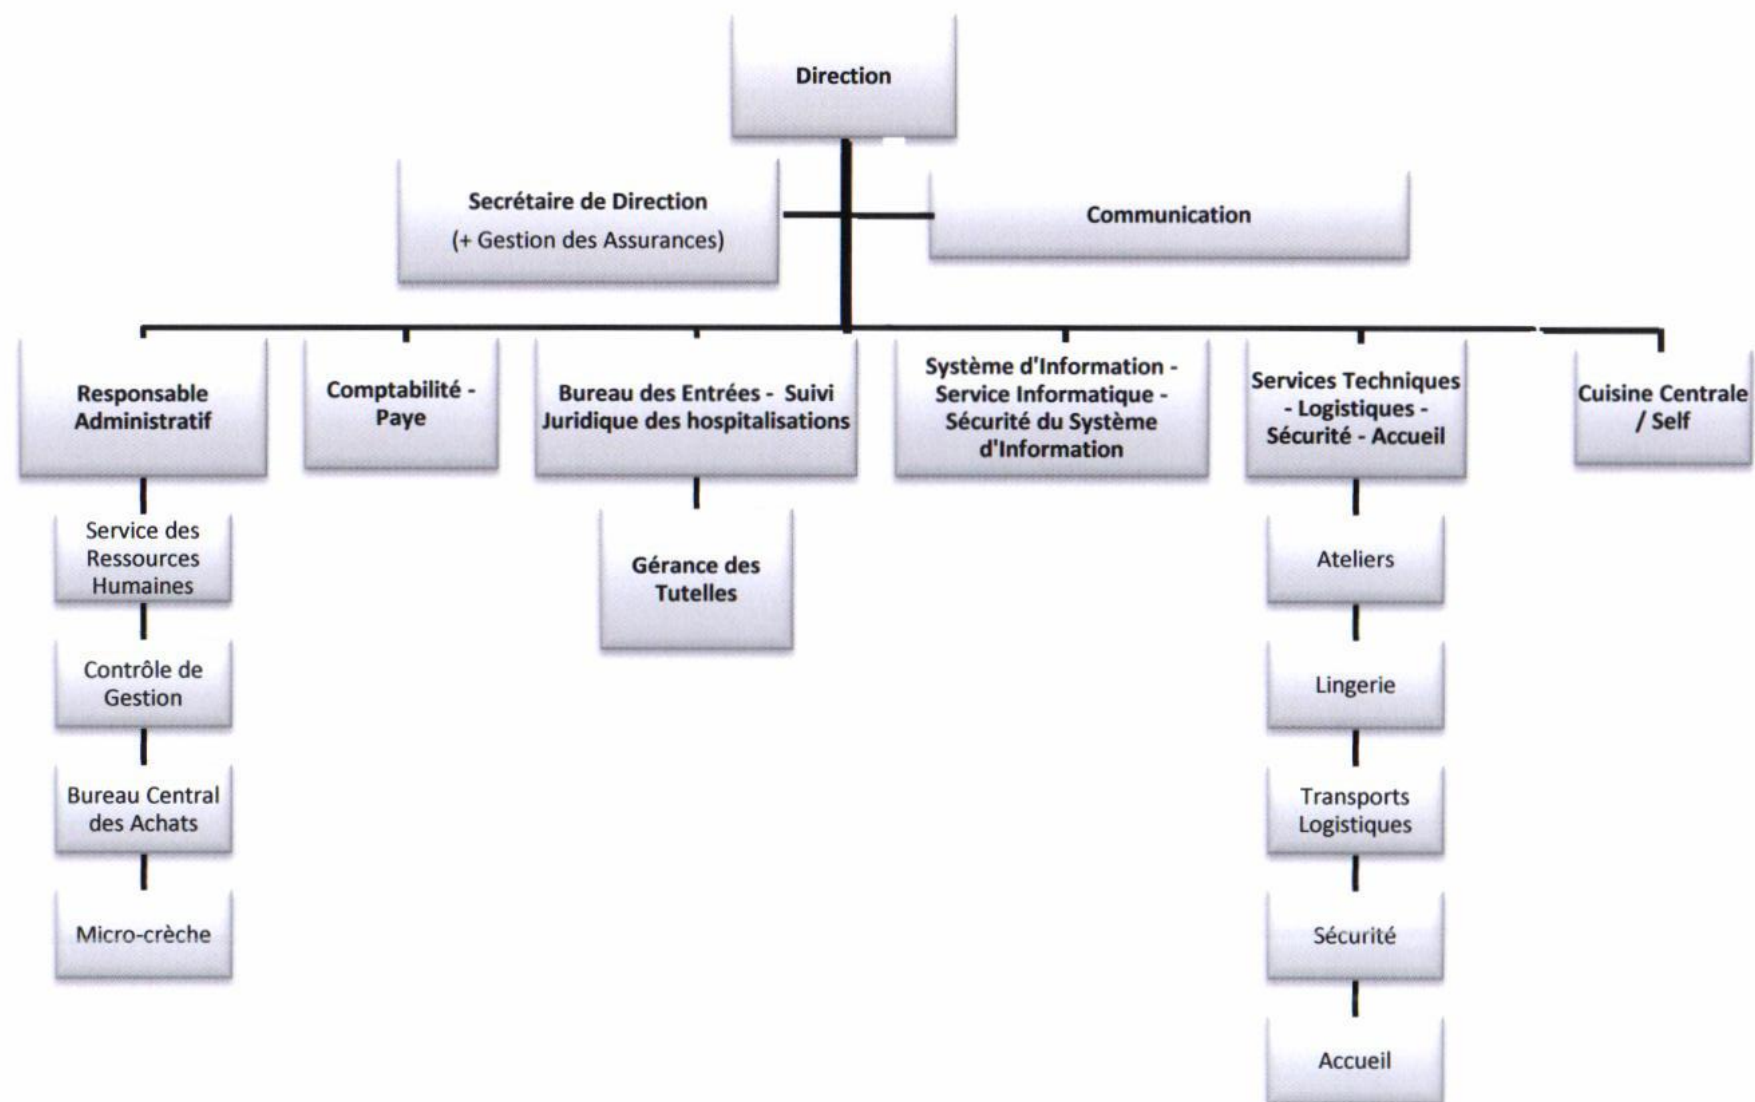 Direction
Secrétaire de Direction
(+ Gestion des Assurances)
Communication
Responsable
Administratif
Comptabilité -
Paye
Bureau des Entrées - Suivi
Juridique des hospitalisations
Système d'Information -
Service Informatique -
Sécurité du Système
d'Information
Services Techniques
- Logistiques -
Sécurité - Accueil
Cuisine Centrale
/ Self
Service des
Ressources
Humaines
Contrôle de
Gestion
Bureau Central
des Achats
Micro-crèche
Gérance des
Tutelles
Ateliers
Lingerie
Transports
Logistiques
Sécurité
Accueil